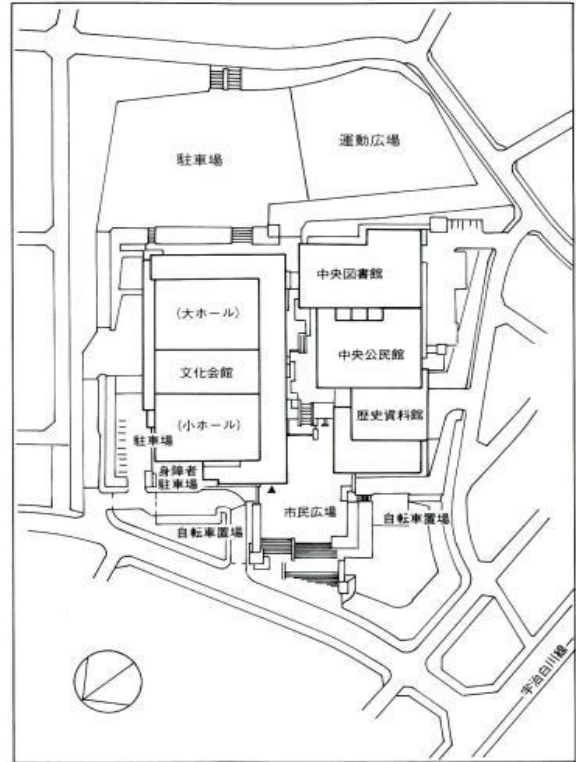 運動広場
駐車場
中央図書館
(大ホール)
中央公民館
文化会館
歴史資料館
(小ホール)
駐車場
身障者
駐車場
市民広場
自転車置場
自転車置場
宇治白川線